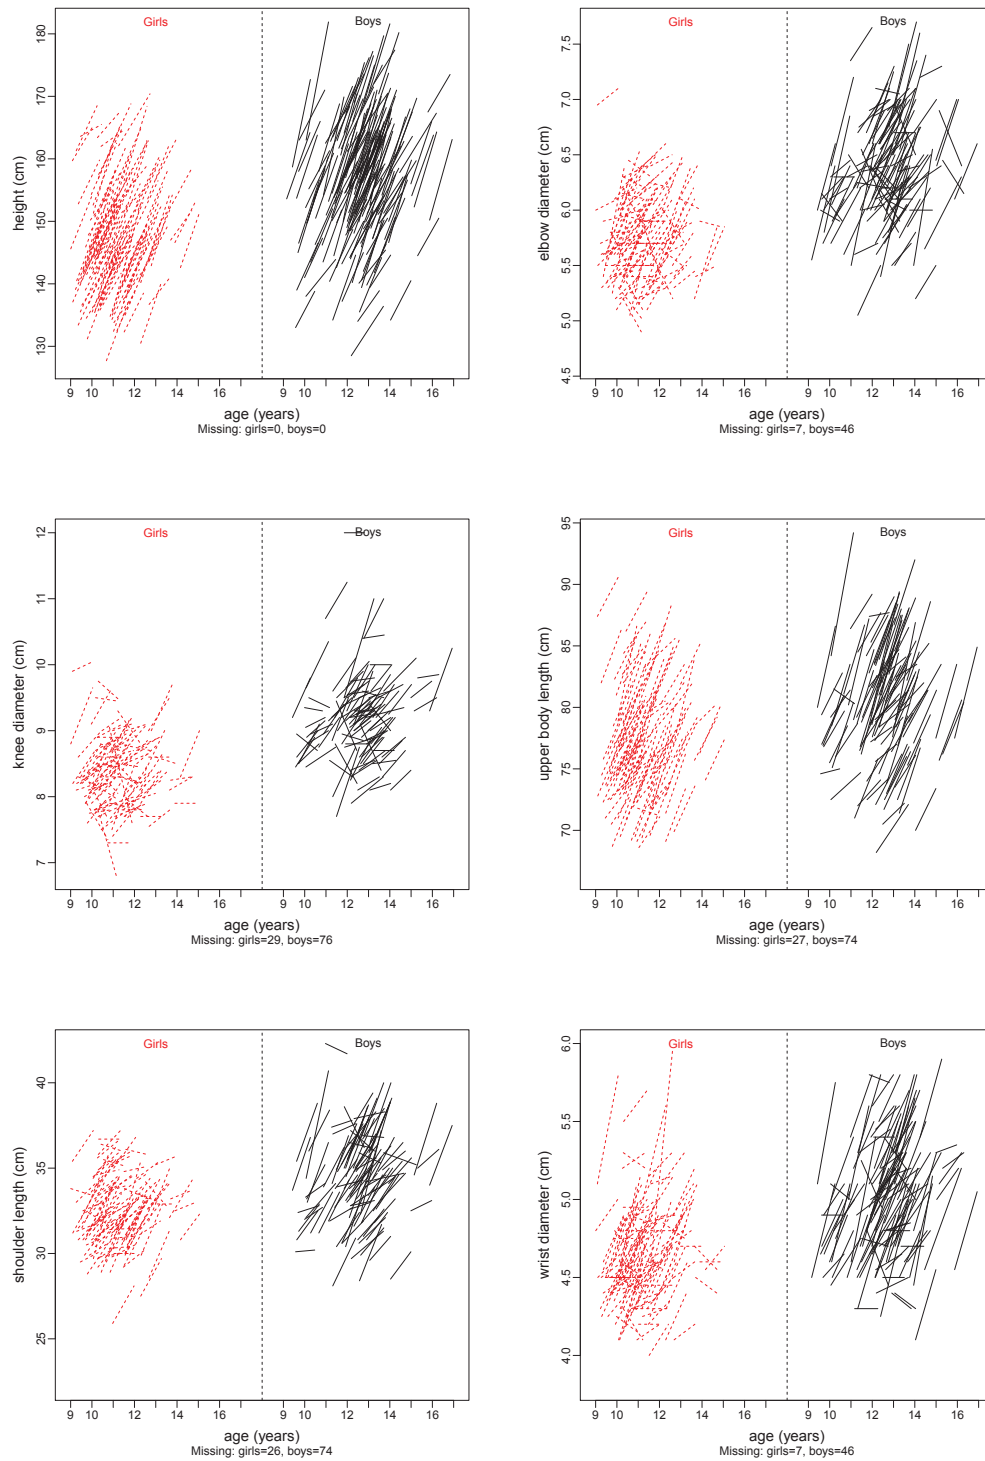 Girls
Boys
height (cm)
130 140 150 160 170 180
9 10 12 14 16 9 10 12 14 16
age (years)
Missing: girls=0, boys=0
Girls
Boys
elbow diameter (cm)
4.5 5.0 5.5 6.0 6.5 7.0 7.5
9 10 12 14 16 9 10 12 14 16
age (years)
Missing: girls=7, boys=46
Girls
Boys
knee diameter (cm)
7 8 9 10 11 12
9 10 12 14 16 9 10 12 14 16
age (years)
Missing: girls=29, boys=76
Girls
Boys
upper body length (cm)
70 75 80 85 90 95
9 10 12 14 16 9 10 12 14 16
age (years)
Missing: girls=27, boys=74
Girls
Boys
shoulder length (cm)
25 30 35 40
9 10 12 14 16 9 10 12 14 16
age (years)
Missing: girls=26, boys=74
Girls
Boys
wrist diameter (cm)
4.0 4.5 5.0 5.5 6.0
9 10 12 14 16 9 10 12 14 16
age (years)
Missing: girls=7, boys=46